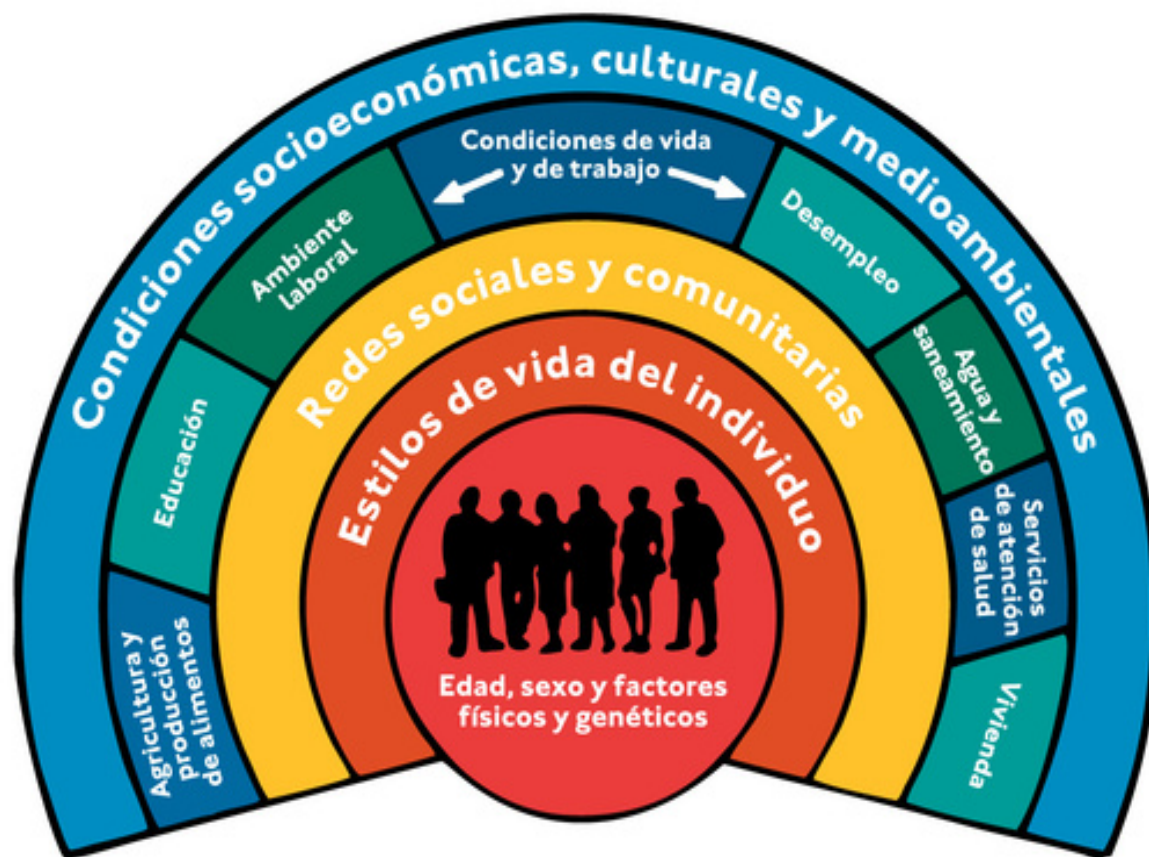 Condiciones socioeconómicas, culturales y medioambientales
Condiciones de vida
y de trabajo
Agricultura y
producción
de alimentos
Educación
Ambiente
laboral
Desempleo
Agua y
saneamiento
Servicios
de atención
de salud
Vivienda
Redes sociales y comunitarias
Estilos de vida del individuo
Edad, sexo y factores
físicos y genéticos